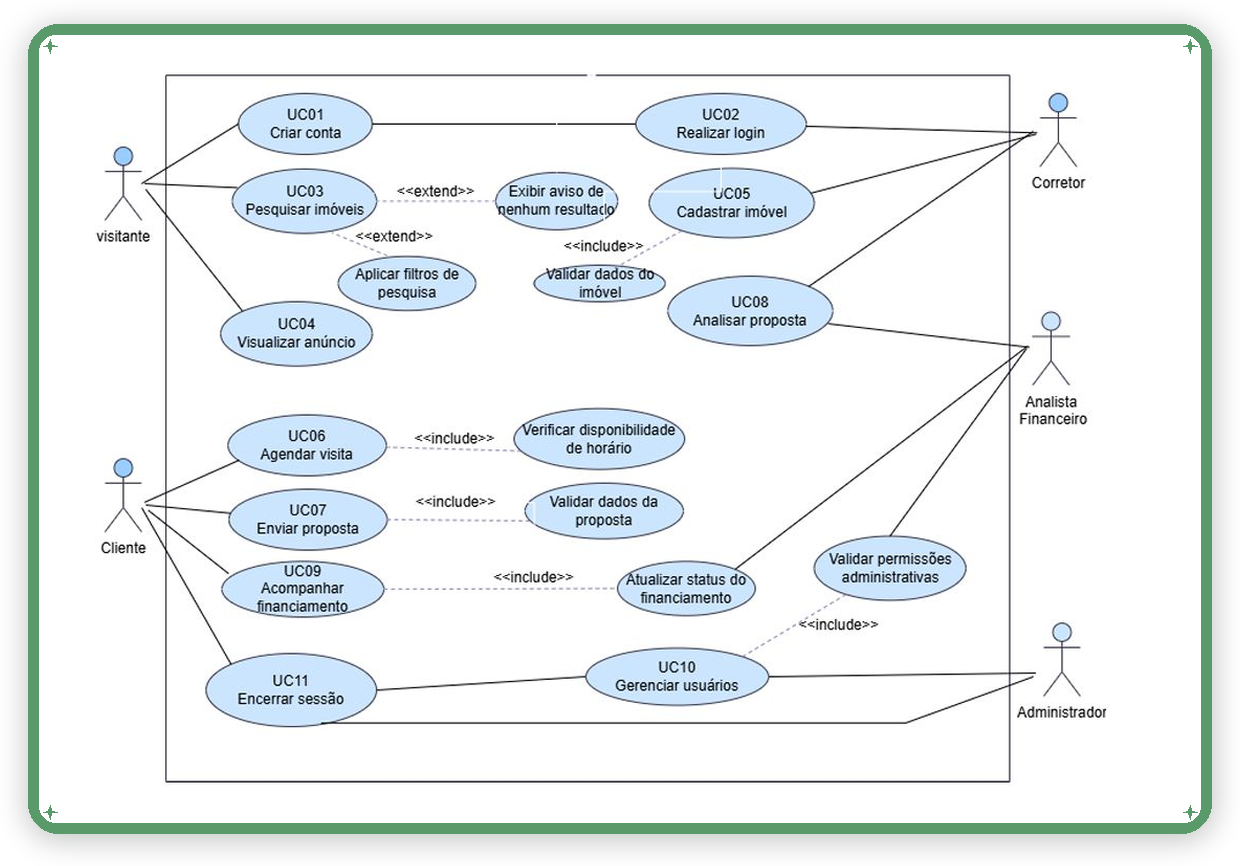 UC01
Criar conta
UC02
Realizar login
Corretor
visitante
UC03
Pesquisar imóveis
<<extend>>
Exibir aviso de
nenhum resultado
UC05
Cadastrar imóvel
<<extend>>
<<include>>
Aplicar filtros de
pesquisa
Validar dados do
imóvel
UC04
Visualizar anúncio
UC08
Analisar proposta
Analista
Financeiro
UC06
Agendar visita
<<include>>
Verificar disponibilidade
de horário
Cliente
UC07
Enviar proposta
<<include>>
Validar dados da
proposta
UC09
Acompanhar
financiamento
<<include>>
Atualizar status do
financiamento
Validar permissões
administrativas
<<include>>
UC11
Encerrar sessão
UC10
Gerenciar usuários
Administrador